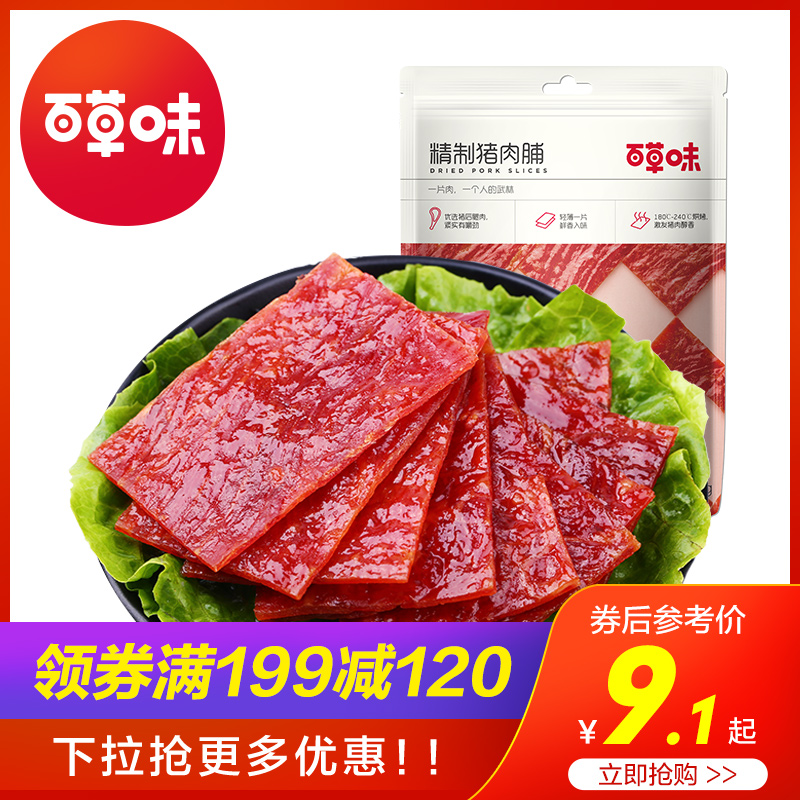 百草味
精制猪肉脯
百草味
DRIED PORK SLICES
一片肉，一个人的武林
优选猪后腿肉，
紧实有嚼劲
轻薄一片
鲜香入味
180℃-240℃烘烤，
激发猪肉醇香
领券满199减120
下拉抢更多优惠！！
券后参考价
¥9.1起
立即抢购 >>